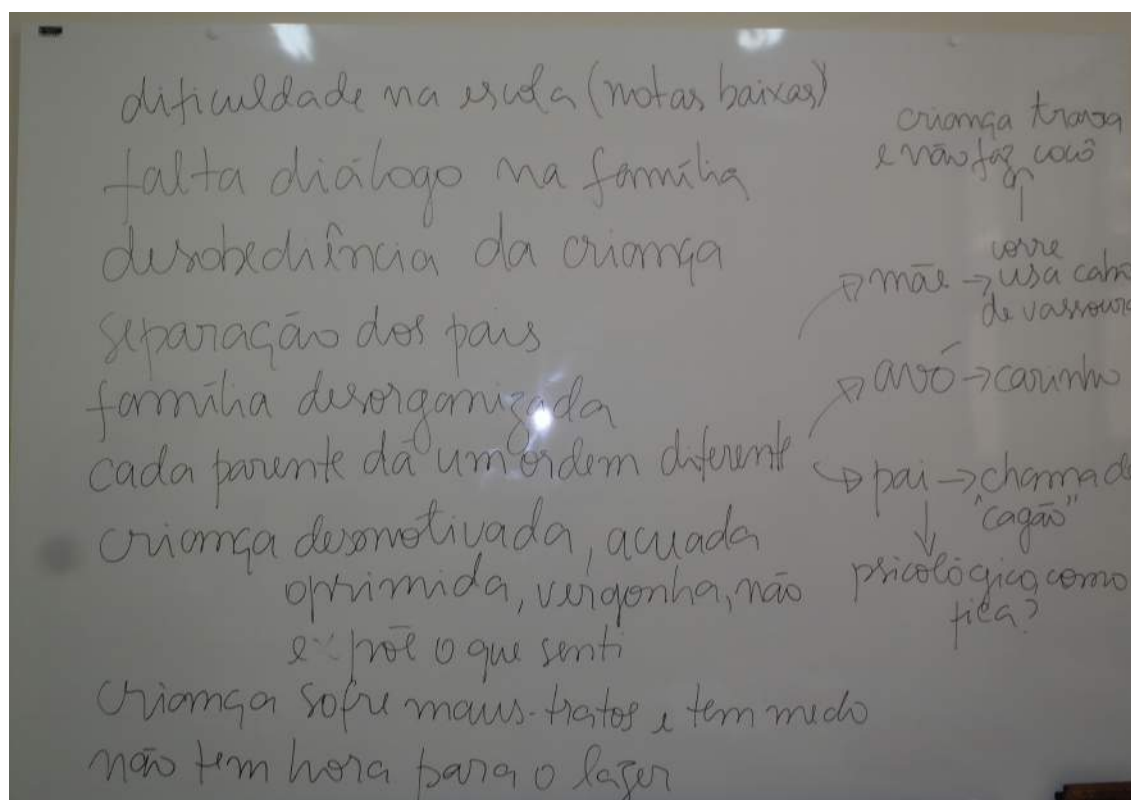 dificuldade na escola (notas baixas)
falta diálogo na família
desobediência da criança
separação dos pais
família desorganizada
cada parente dá um ordem diferente
criança desmotivada, acuada
oprimida, vergonha, não
expõe o que senti
criança sofre maus-tratos e tem medo
não tem hora para o lazer
criança trava
e não faz cocô
corre
mãe → usa cabo
de vassoura
avó → carinho
pai → chama de
"cagão"
psicológico, como
fica?